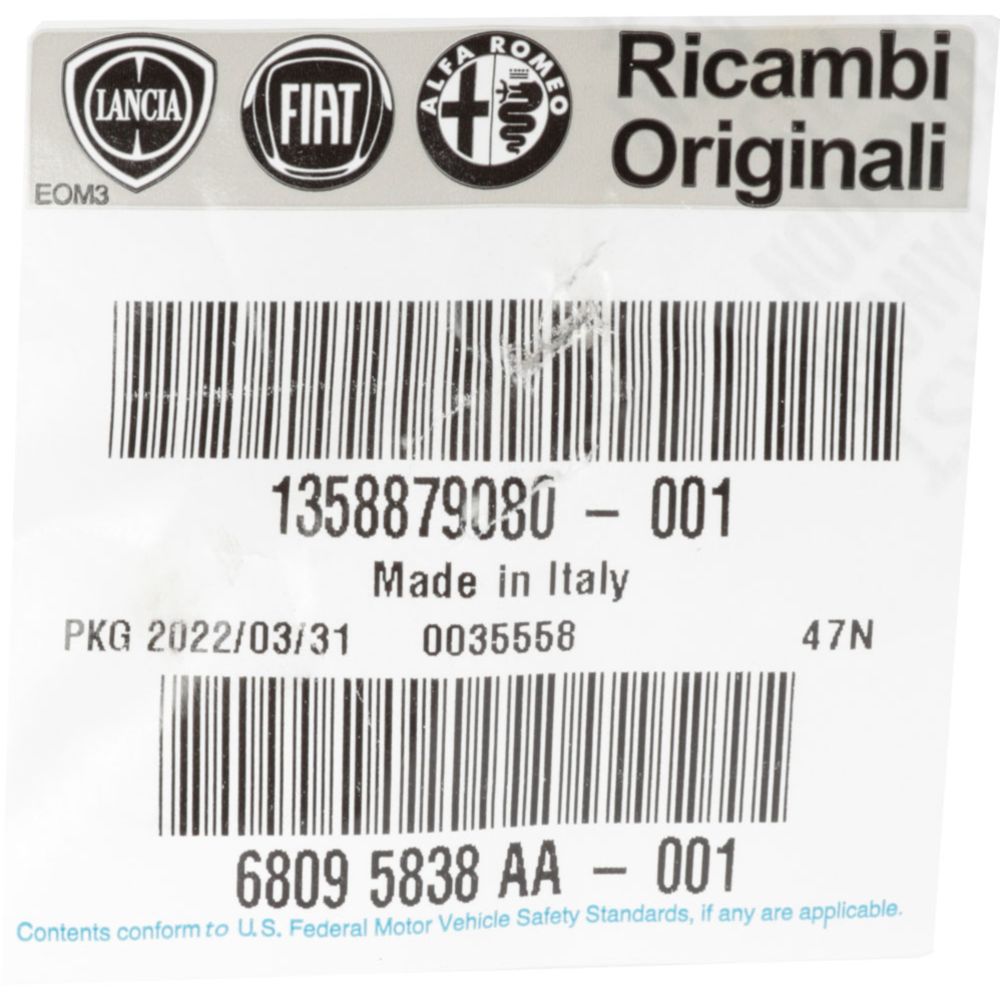 LANCIA
FIAT
ALFA ROMEO
Ricambi
Originali
EOM3
1358879080 – 001
Made in Italy
PKG 2022/03/31 0035558 47N
6809 5838 AA – 001
Contents conform to U.S. Federal Motor Vehicle Safety Standards, if any are applicable.